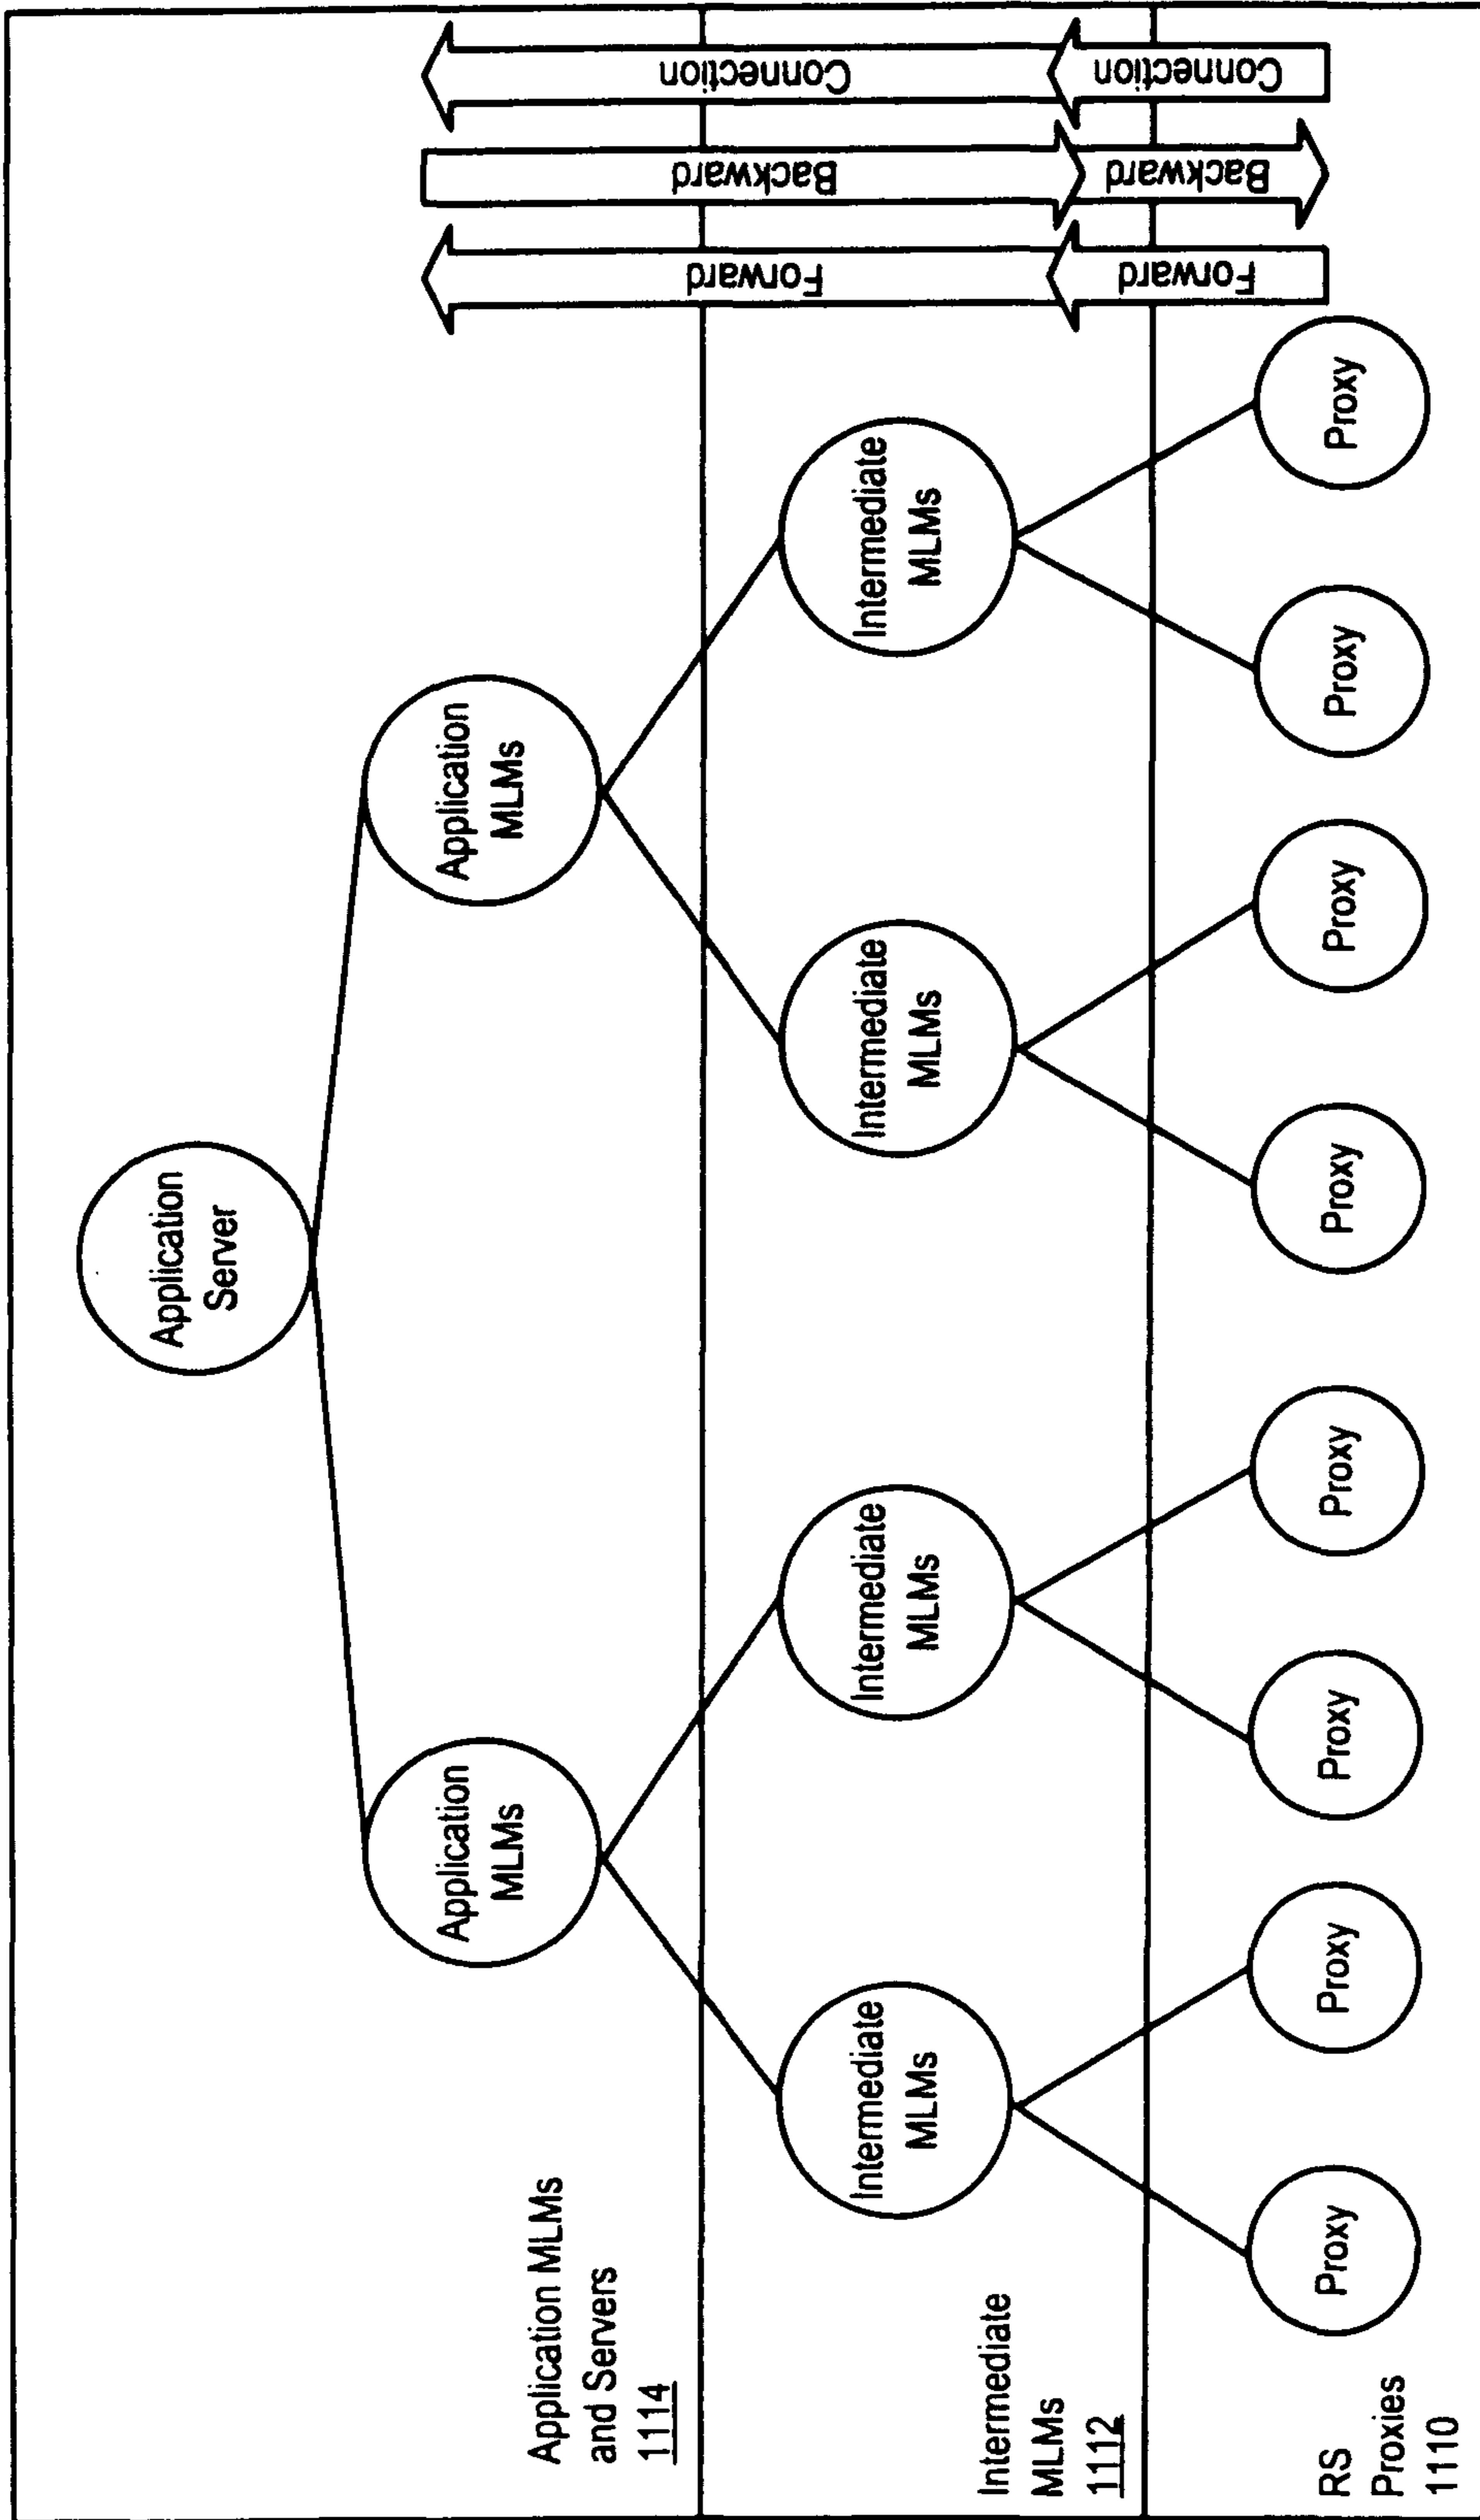 Application
Server
Application
MLMs
Application
MLMs
Application MLMs
and Servers
1114
Intermediate
MLMs
Intermediate
MLMs
Intermediate
MLMs
Intermediate
MLMs
Intermediate
MLMs
1112
Proxy
Proxy
Proxy
Proxy
Proxy
Proxy
Proxy
Proxy
RS
Proxies
1110
Forward
Forward
Backward
Backward
Connection
Connection